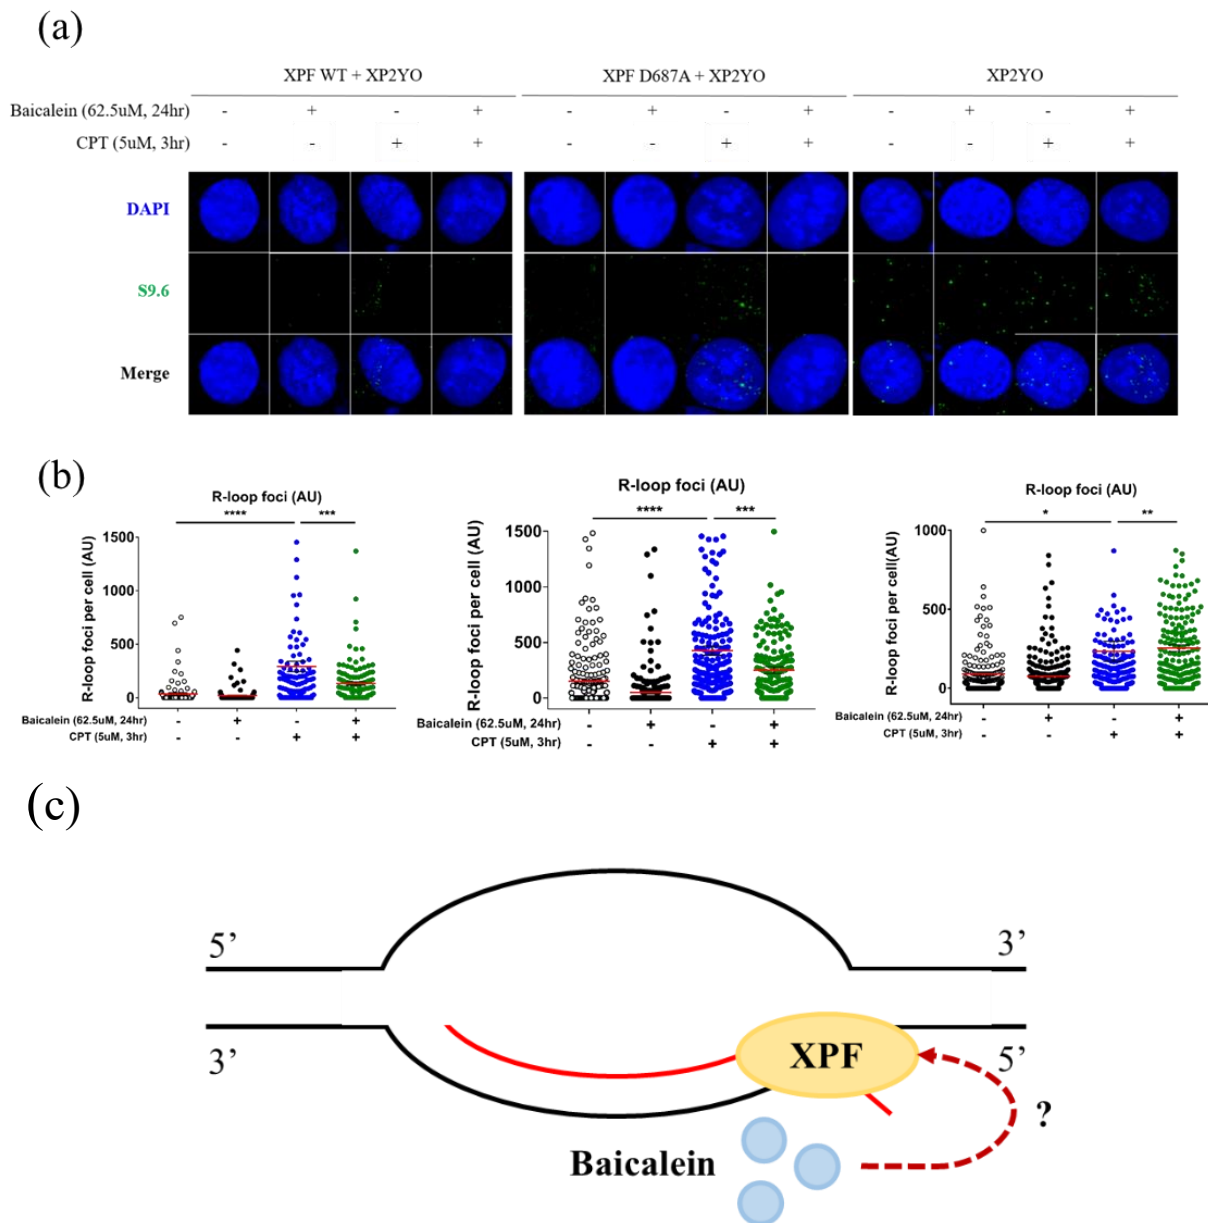 (a)
XPF WT + XP2YO XPF D687A + XP2YO XP2YO
Baicalein (62.5uM, 24hr) - + - + - + - + - + - +
CPT (5uM, 3hr) - - + + - - + + - - + +
DAPI
S9.6
Merge
(b)
R-loop foci (AU)
**** ***
R-loop foci per cell (AU)
1500
1000
500
0
Baicalein (62.5uM, 24hr) - + - +
CPT (5uM, 3hr) - - + +
R-loop foci (AU)
**** ***
R-loop foci per cell (AU)
1500
1000
500
0
Baicalein (62.5uM, 24hr) - + - +
CPT (5uM, 3hr) - - + +
R-loop foci (AU)
* **
R-loop foci per cell(AU)
1000
500
0
Baicalein (62.5uM, 24hr) - + - +
CPT (5uM, 3hr) - - + +
(c)
5’ 3’
3’ XPF 5’
?
Baicalein